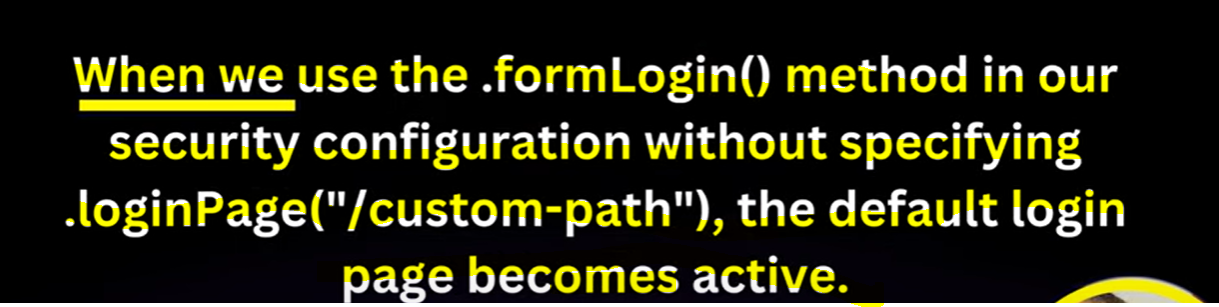 When we use the .formLogin() method in our
security configuration without specifying
.loginPage("/custom-path"), the default login
page becomes active.